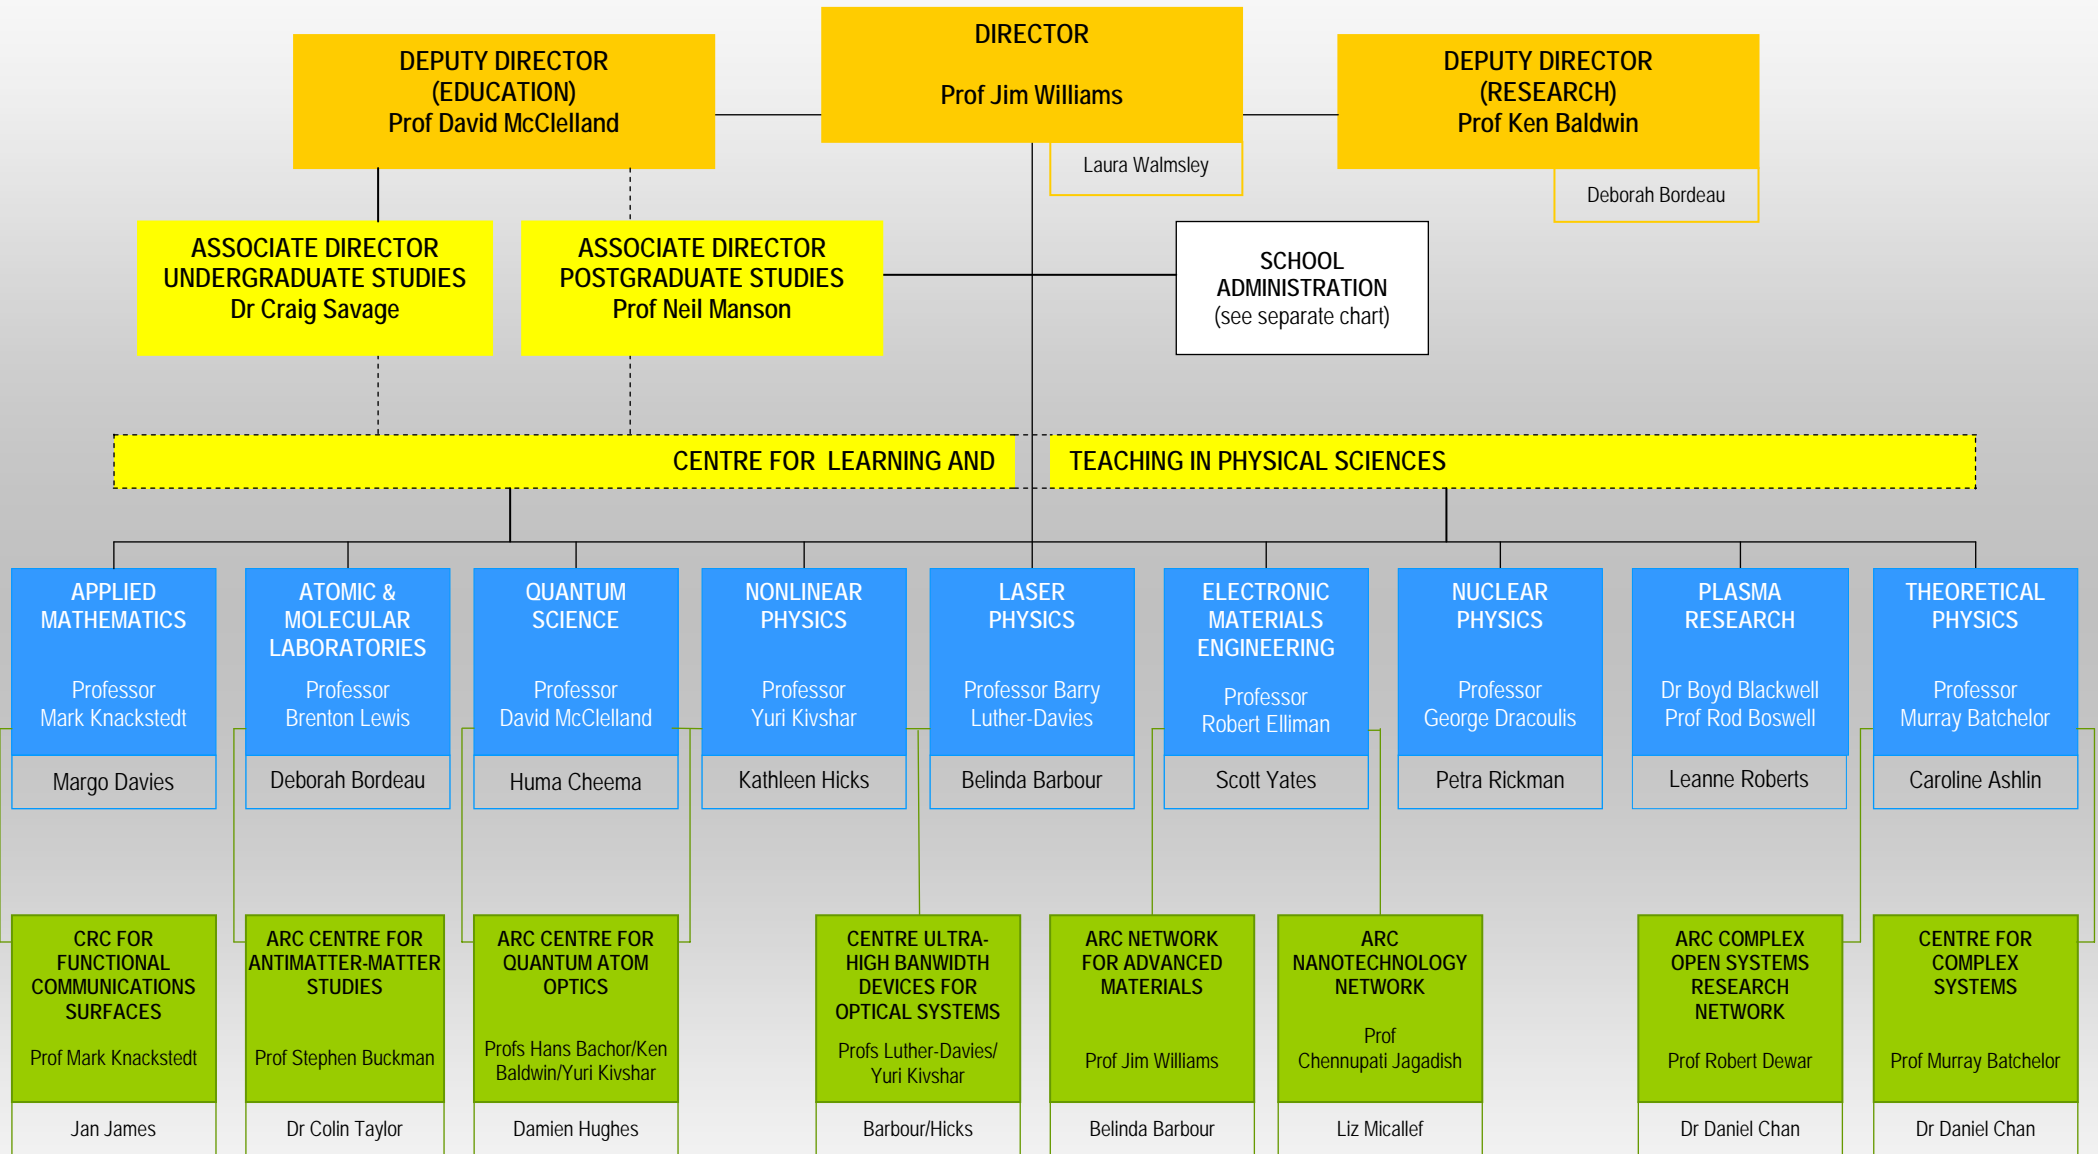 DEPUTY DIRECTOR
(EDUCATION)
Prof David McClelland
DIRECTOR
Prof Jim Williams
Laura Walmsley
DEPUTY DIRECTOR
(RESEARCH)
Prof Ken Baldwin
Deborah Bordeau
ASSOCIATE DIRECTOR
UNDERGRADUATE STUDIES
Dr Craig Savage
ASSOCIATE DIRECTOR
POSTGRADUATE STUDIES
Prof Neil Manson
SCHOOL
ADMINISTRATION
(see separate chart)
CENTRE FOR LEARNING AND TEACHING IN PHYSICAL SCIENCES
APPLIED
MATHEMATICS
Professor
Mark Knackstedt
Margo Davies
ATOMIC &
MOLECULAR
LABORATORIES
Professor
Brenton Lewis
Deborah Bordeau
QUANTUM
SCIENCE
Professor
David McClelland
Huma Cheema
NONLINEAR
PHYSICS
Professor
Yuri Kivshar
Kathleen Hicks
LASER
PHYSICS
Professor Barry
Luther-Davies
Belinda Barbour
ELECTRONIC
MATERIALS
ENGINEERING
Professor
Robert Elliman
Scott Yates
NUCLEAR
PHYSICS
Professor
George Dracoulis
Petra Rickman
PLASMA
RESEARCH
Dr Boyd Blackwell
Prof Rod Boswell
Leanne Roberts
THEORETICAL
PHYSICS
Professor
Murray Batchelor
Caroline Ashlin
CRC FOR
FUNCTIONAL
COMMUNICATIONS
SURFACES
Prof Mark Knackstedt
Jan James
ARC CENTRE FOR
ANTIMATTER-MATTER
STUDIES
Prof Stephen Buckman
Dr Colin Taylor
ARC CENTRE FOR
QUANTUM ATOM
OPTICS
Profs Hans Bachor/Ken
Baldwin/Yuri Kivshar
Damien Hughes
CENTRE ULTRA-
HIGH BANWIDTH
DEVICES FOR
OPTICAL SYSTEMS
Profs Luther-Davies/
Yuri Kivshar
Barbour/Hicks
ARC NETWORK
FOR ADVANCED
MATERIALS
Prof Jim Williams
Belinda Barbour
ARC
NANOTECHNOLOGY
NETWORK
Prof
Chennupati Jagadish
Liz Micallef
ARC COMPLEX
OPEN SYSTEMS
RESEARCH
NETWORK
Prof Robert Dewar
Dr Daniel Chan
CENTRE FOR
COMPLEX
SYSTEMS
Prof Murray Batchelor
Dr Daniel Chan